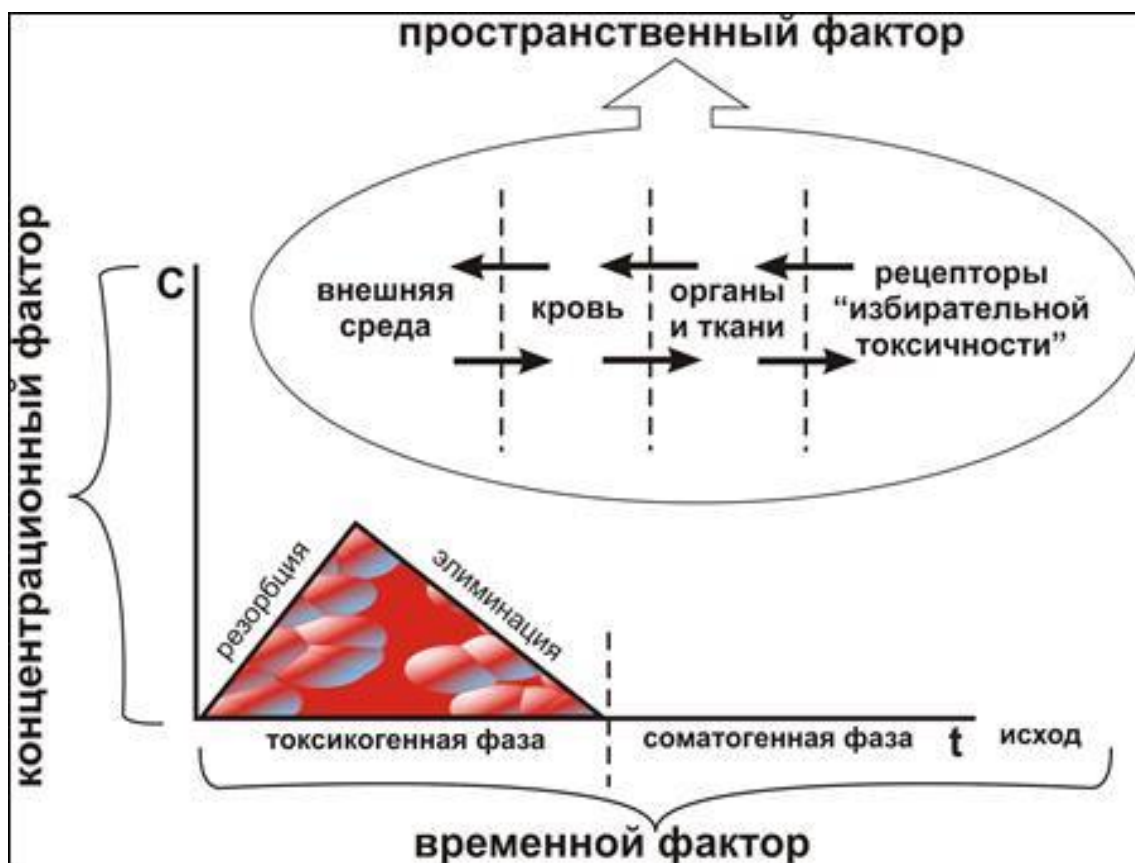 пространственный фактор
концентрационный фактор
C
внешняя
среда
кровь
органы
и ткани
рецепторы
“избирательной
токсичности”
резорбция
элиминация
токсикогенная фаза
соматогенная фаза
t
исход
временной фактор